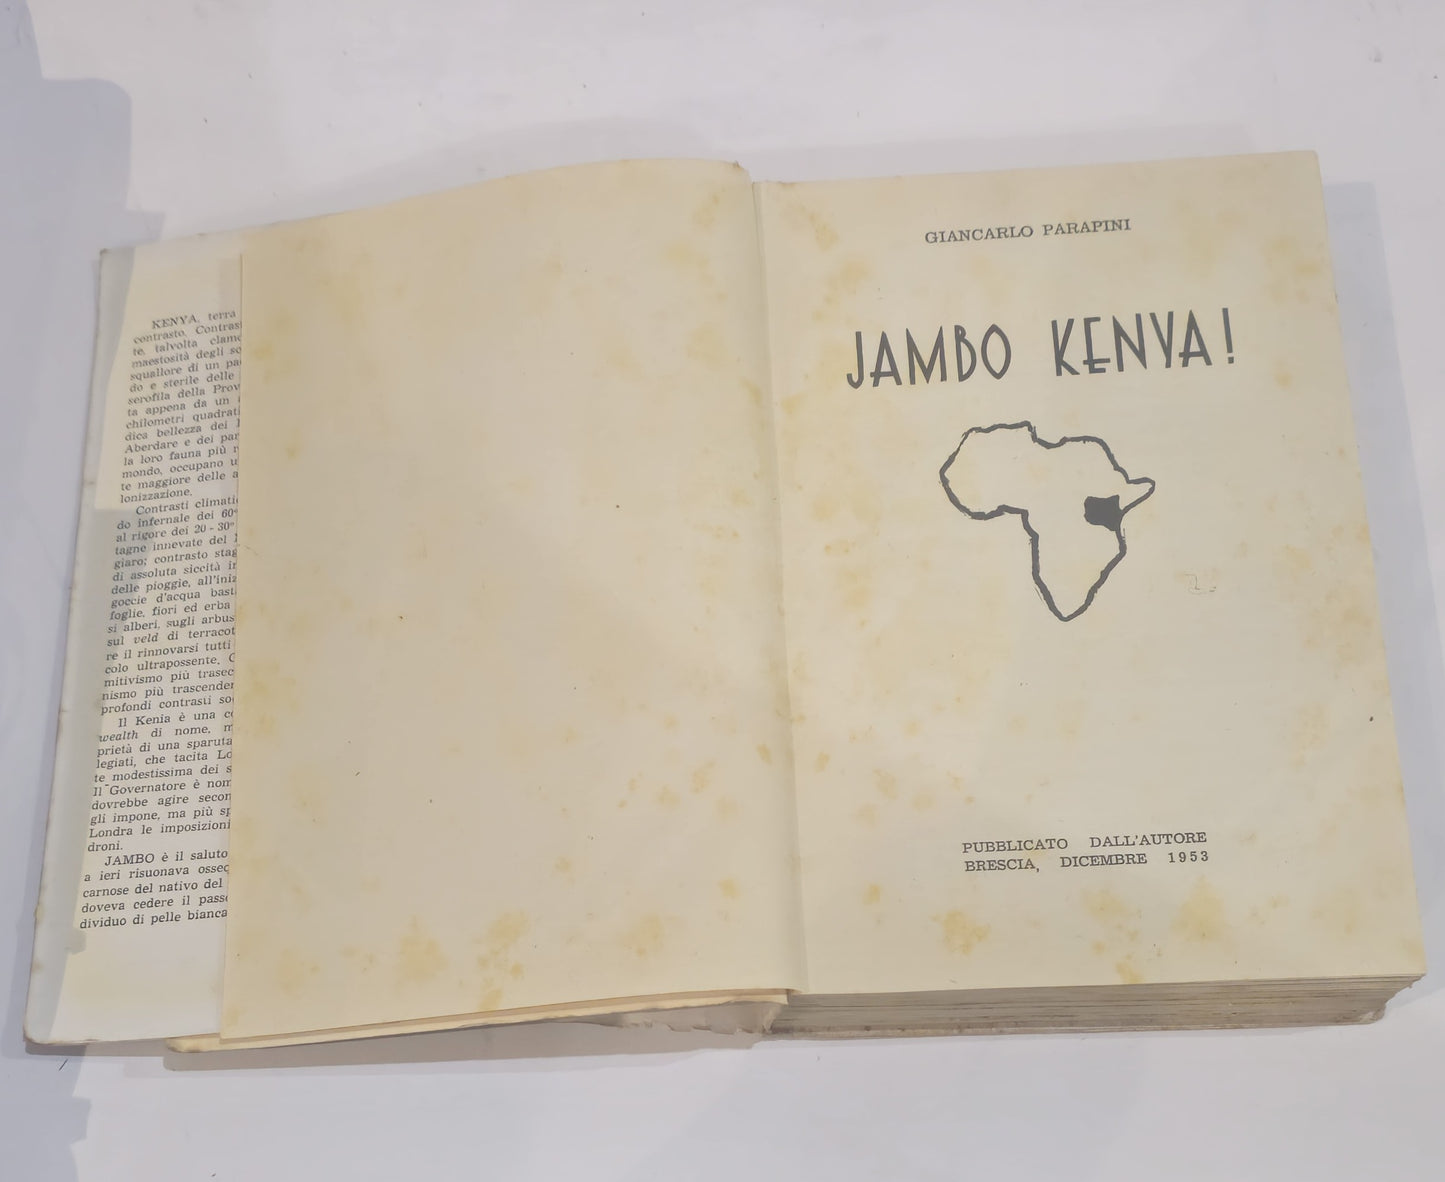 KENYA, terra
contrasto. Contras
te, talvolta clam
maestosità degli so
squallore di un pa
do e sterile delle
serofila della Prov
ta appena da un
chilometri quadrati
dica bellezza dei
Aberdare e dei par
la loro fauna più r
mondo, occupano u
te maggiore delle a
lonizzazione.
Contrasti climati
do infernale dei 60°
al rigore dei 20 - 30°
tagne innevate del
giaro; contrasto stag
di assoluta siccità in
delle pioggie, all'iniz
goccie d'acqua bast
foglie, fiori ed erba
si alberi, sugli arbus
sul veld di terracot
re il rinnovarsi tutti
colo ultrapossente. C
mitivismo più trasec
nismo più trascender
profondi contrasti so
Il Kenia è una c
wealth di nome, m
prietà di una sparuta
legiati, che tacita Lo
te modestissima dei s
Il Governatore è nom
dovrebbe agire secon
gli impone, ma più sp
Londra le imposizioni
droni.
JAMBO è il saluto
a ieri risuonava osseq
carnose del nativo del
doveva cedere il pass
dividuo di pelle bianca
GIANCARLO PARAPINI
JAMBO KENYA!
PUBBLICATO DALL'AUTORE
BRESCIA, DICEMBRE 1953